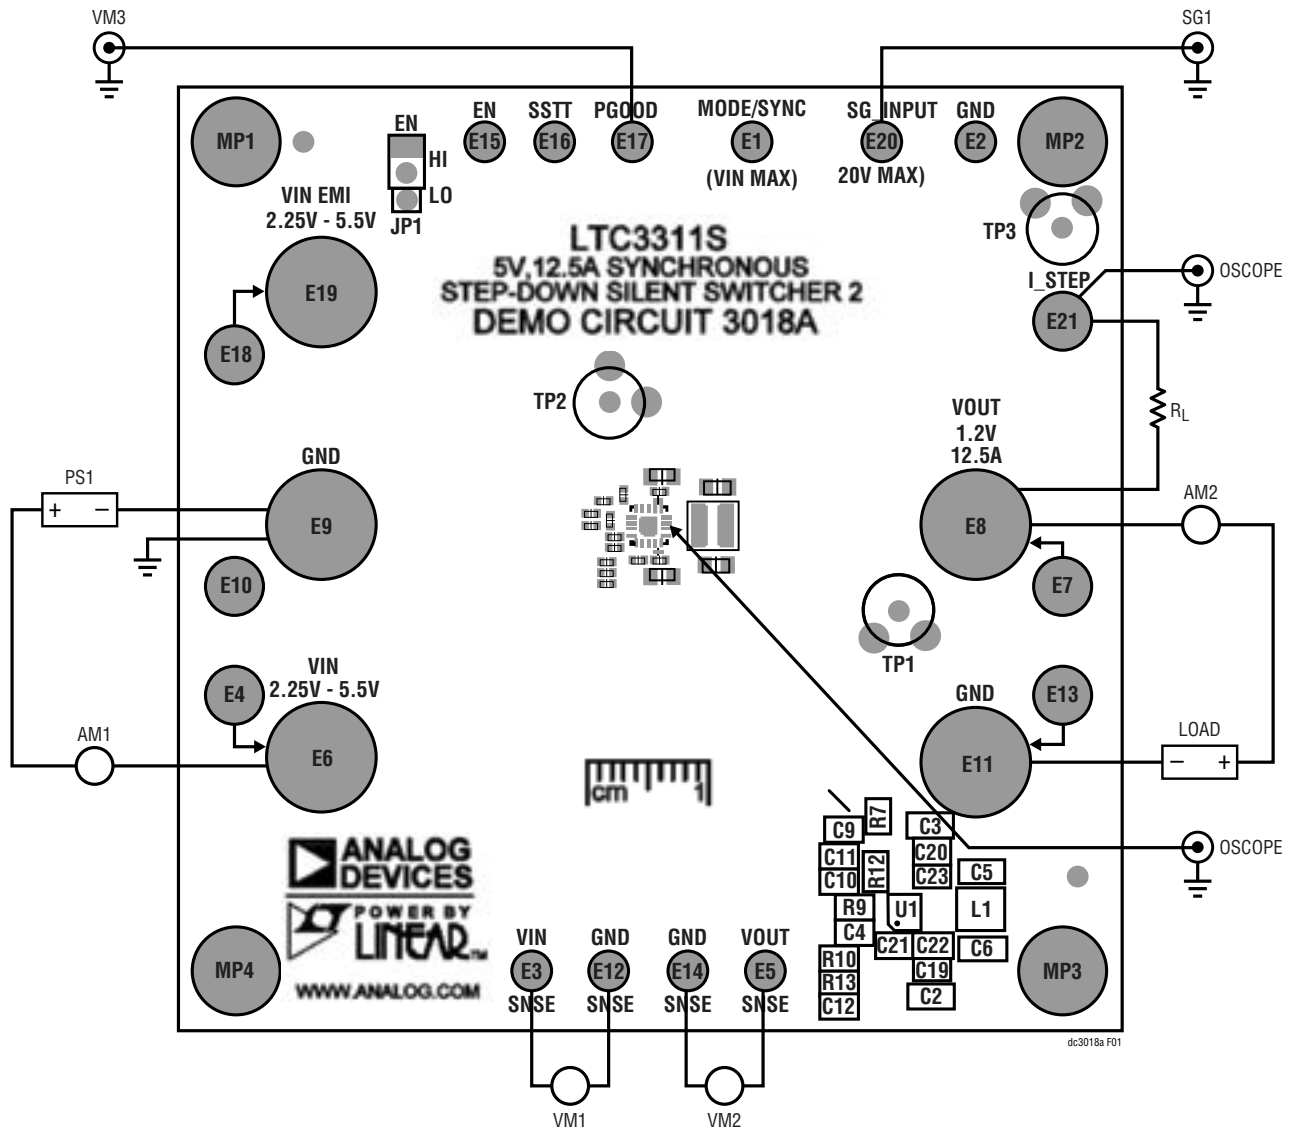 VM3
SG1
EN SSTT PGOOD MODE/SYNC SG_INPUT GND
MP1 EN E15 E16 E17 E1 E20 E2 MP2
HI
(VIN MAX) 20V MAX)
LO
JP1
VIN EMI
2.25V - 5.5V
TP3
LTC3311S
5V,12.5A SYNCHRONOUS
STEP-DOWN SILENT SWITCHER 2
DEMO CIRCUIT 3018A
I_STEP
OSCOPE
E19
E21
E18
TP2
RL
VOUT
1.2V
12.5A
GND
PS1
+ −
AM2
E9
E8
E10
E7
TP1
VIN
2.25V - 5.5V
E4
GND
E13
AM1
LOAD
− +
E6
E11
cm 1
C9 R7 C3
C11 C20
C10 R12 C23 C5
OSCOPE
R9 U1 L1
C4 C21 C22 C6
R10 C19
R13 C2
C12
ANALOG
DEVICES
POWER BY
LINEAR™
WWW.ANALOG.COM
VIN GND GND VOUT
MP4 E3 E12 E14 E5 MP3
SNSE SNSE SNSE SNSE
dc3018a F01
VM1 VM2